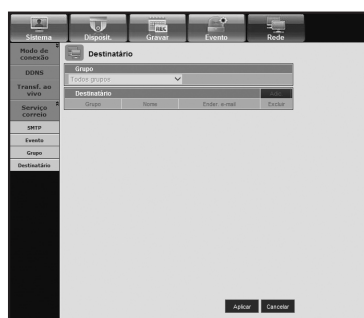 Sistema Disposit. Gravar Evento Rede
Modo de conexão
DDNS
Transf. ao vivo
Serviço correio
SMTP
Evento
Grupo
Destinatário
Destinatário
Grupo
Todos grupos
Destinatário
Grupo Nome Ender. e-mail Excluir
Aplicar Cancelar